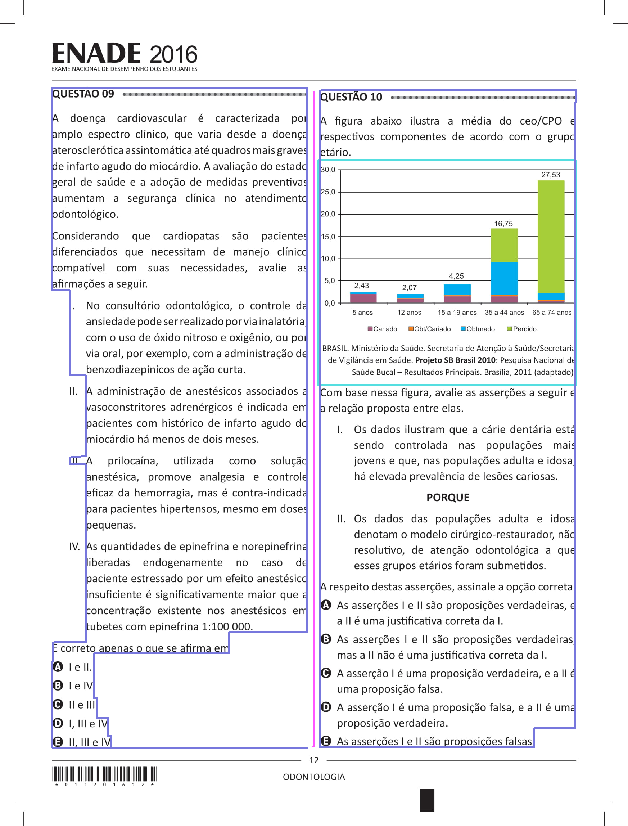 ENADE 2016
EXAME NACIONAL DE DESEMPENHO DOS ESTUDANTES
QUESTÃO 09
A doença cardiovascular é caracterizada por
amplo espectro clínico, que varia desde a doença
aterosclerótica assintomática até quadros mais graves
de infarto agudo do miocárdio. A avaliação do estado
geral de saúde e a adoção de medidas preventivas
aumentam a segurança clínica no atendimento
odontológico.
Considerando que cardiopatas são pacientes
diferenciados que necessitam de manejo clínico
compatível com suas necessidades, avalie as
afirmações a seguir.
I. No consultório odontológico, o controle da
ansiedade pode ser realizado por via inalatória,
com o uso de óxido nitroso e oxigênio, ou por
via oral, por exemplo, com a administração de
benzodiazepínicos de ação curta.
II. A administração de anestésicos associados a
vasoconstritores adrenérgicos é indicada em
pacientes com histórico de infarto agudo do
miocárdio há menos de dois meses.
III. A prilocaína, utilizada como solução
anestésica, promove analgesia e controle
eficaz da hemorragia, mas é contra-indicada
para pacientes hipertensos, mesmo em doses
pequenas.
IV. As quantidades de epinefrina e norepinefrina
liberadas endogenamente no caso de
paciente estressado por um efeito anestésico
insuficiente é significativamente maior que a
concentração existente nos anestésicos em
tubetes com epinefrina 1:100 000.
É correto apenas o que se afirma em
A I e II.
B I e IV.
C II e III.
D I, III e IV.
E II, III e IV.
QUESTÃO 10
A figura abaixo ilustra a média do ceo/CPO e
respectivos componentes de acordo com o grupo
etário.
30,0
25,0
20,0
15,0
10,0
5,0
0,0
2,43
2,07
4,25
16,75
27,53
5 anos 12 anos 15 a 19 anos 35 a 44 anos 65 a 74 anos
Cariado Ob/Cariado Obturado Perdido
BRASIL. Ministério da Saúde. Secretaria de Atenção à Saúde/Secretaria
de Vigilância em Saúde. Projeto SB Brasil 2010: Pesquisa Nacional de
Saúde Bucal – Resultados Principais. Brasília, 2011 (adaptado).
Com base nessa figura, avalie as asserções a seguir e
a relação proposta entre elas.
I. Os dados ilustram que a cárie dentária está
sendo controlada nas populações mais
jovens e que, nas populações adulta e idosa,
há elevada prevalência de lesões cariosas.
PORQUE
II. Os dados das populações adulta e idosa
denotam o modelo cirúrgico-restaurador, não
resolutivo, de atenção odontológica a que
esses grupos etários foram submetidos.
A respeito destas asserções, assinale a opção correta.
A As asserções I e II são proposições verdadeiras, e
a II é uma justificativa correta da I.
B As asserções I e II são proposições verdadeiras,
mas a II não é uma justificativa correta da I.
C A asserção I é uma proposição verdadeira, e a II é
uma proposição falsa.
D A asserção I é uma proposição falsa, e a II é uma
proposição verdadeira.
E As asserções I e II são proposições falsas.
12
ODONTOLOGIA